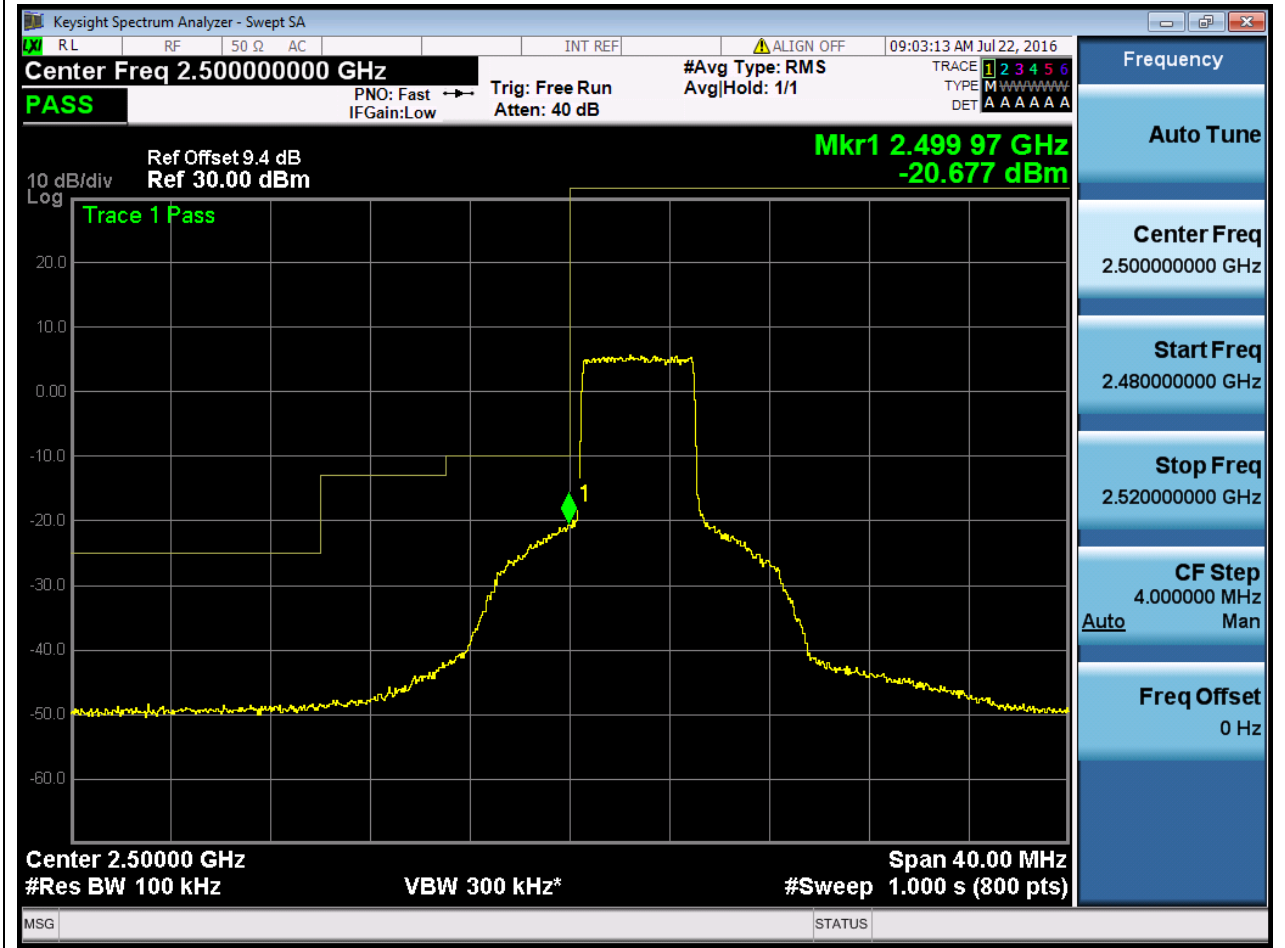 Keysight Spectrum Analyzer - Swept SA
LXI RL RF 50 Ω AC INT REF ALIGN OFF 09:03:13 AM Jul 22, 2016
Center Freq 2.500000000 GHz
PASS
PNO: Fast
IFGain:Low
Trig: Free Run
Atten: 40 dB
#Avg Type: RMS
Avg|Hold: 1/1
TRACE 1 2 3 4 5 6
TYPE M W W W W W
DET A A A A A A
Mkr1 2.499 97 GHz
-20.677 dBm
Ref Offset 9.4 dB
10 dB/div Ref 30.00 dBm
Log
Trace 1 Pass
20.0
10.0
0.00
-10.0
1
-20.0
-30.0
-40.0
-50.0
-60.0
Center 2.50000 GHz Span 40.00 MHz
#Res BW 100 kHz VBW 300 kHz* #Sweep 1.000 s (800 pts)
MSG STATUS
Frequency
Auto Tune
Center Freq
2.500000000 GHz
Start Freq
2.480000000 GHz
Stop Freq
2.520000000 GHz
CF Step
4.000000 MHz
Auto Man
Freq Offset
0 Hz